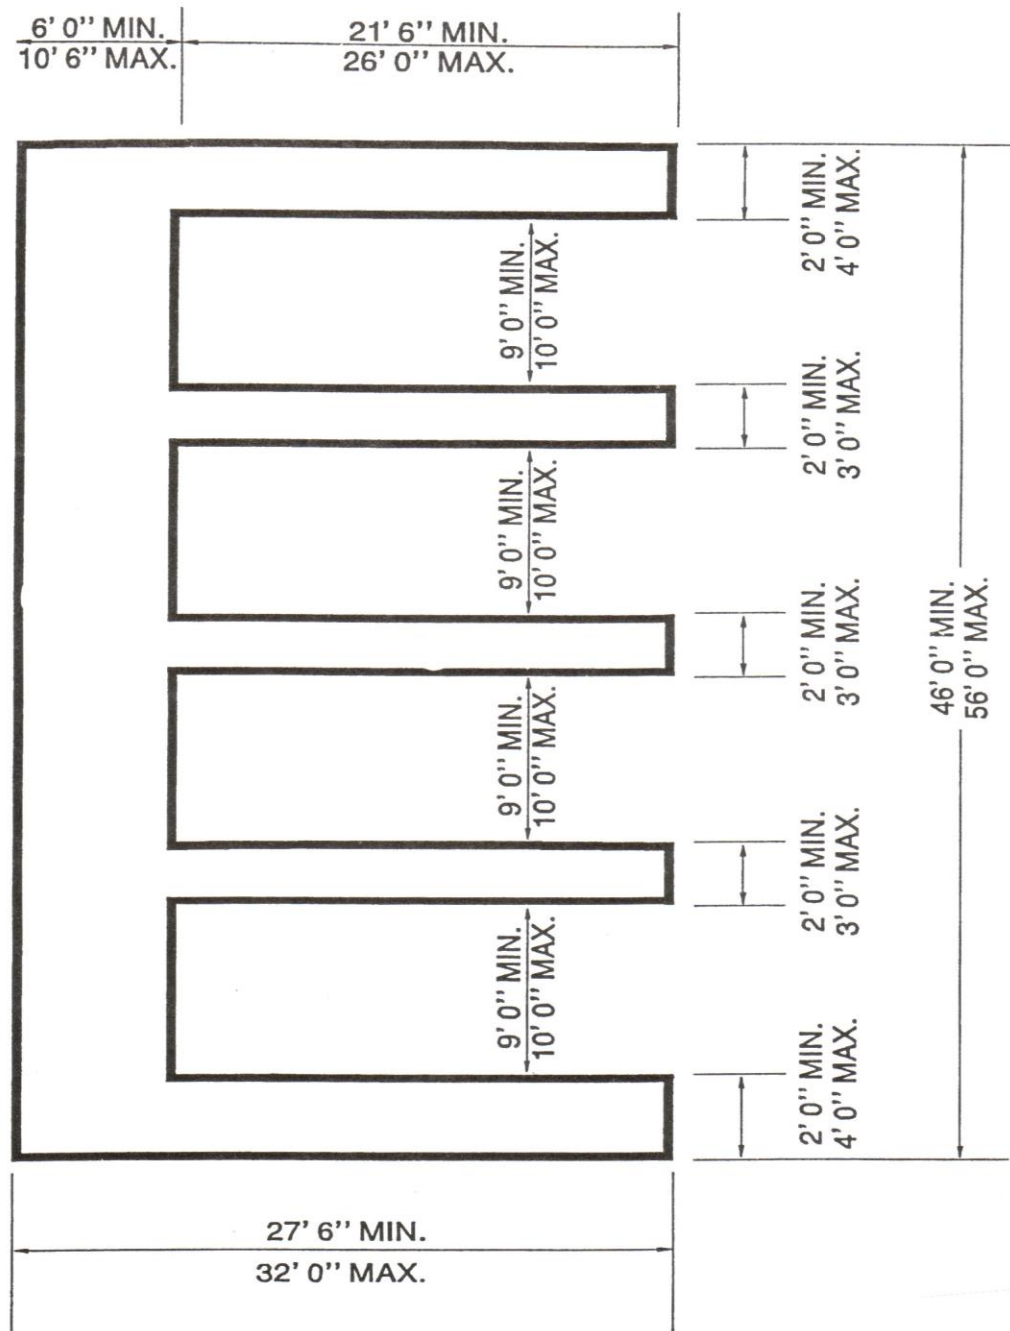 6' 0" MIN.
10' 6" MAX.
21' 6" MIN.
26' 0" MAX.
2' 0" MIN.
4' 0" MAX.
9' 0" MIN.
10' 0" MAX.
2' 0" MIN.
3' 0" MAX.
9' 0" MIN.
10' 0" MAX.
2' 0" MIN.
3' 0" MAX.
46' 0" MIN.
56' 0" MAX.
9' 0" MIN.
10' 0" MAX.
2' 0" MIN.
3' 0" MAX.
9' 0" MIN.
10' 0" MAX.
2' 0" MIN.
4' 0" MAX.
27' 6" MIN.
32' 0" MAX.